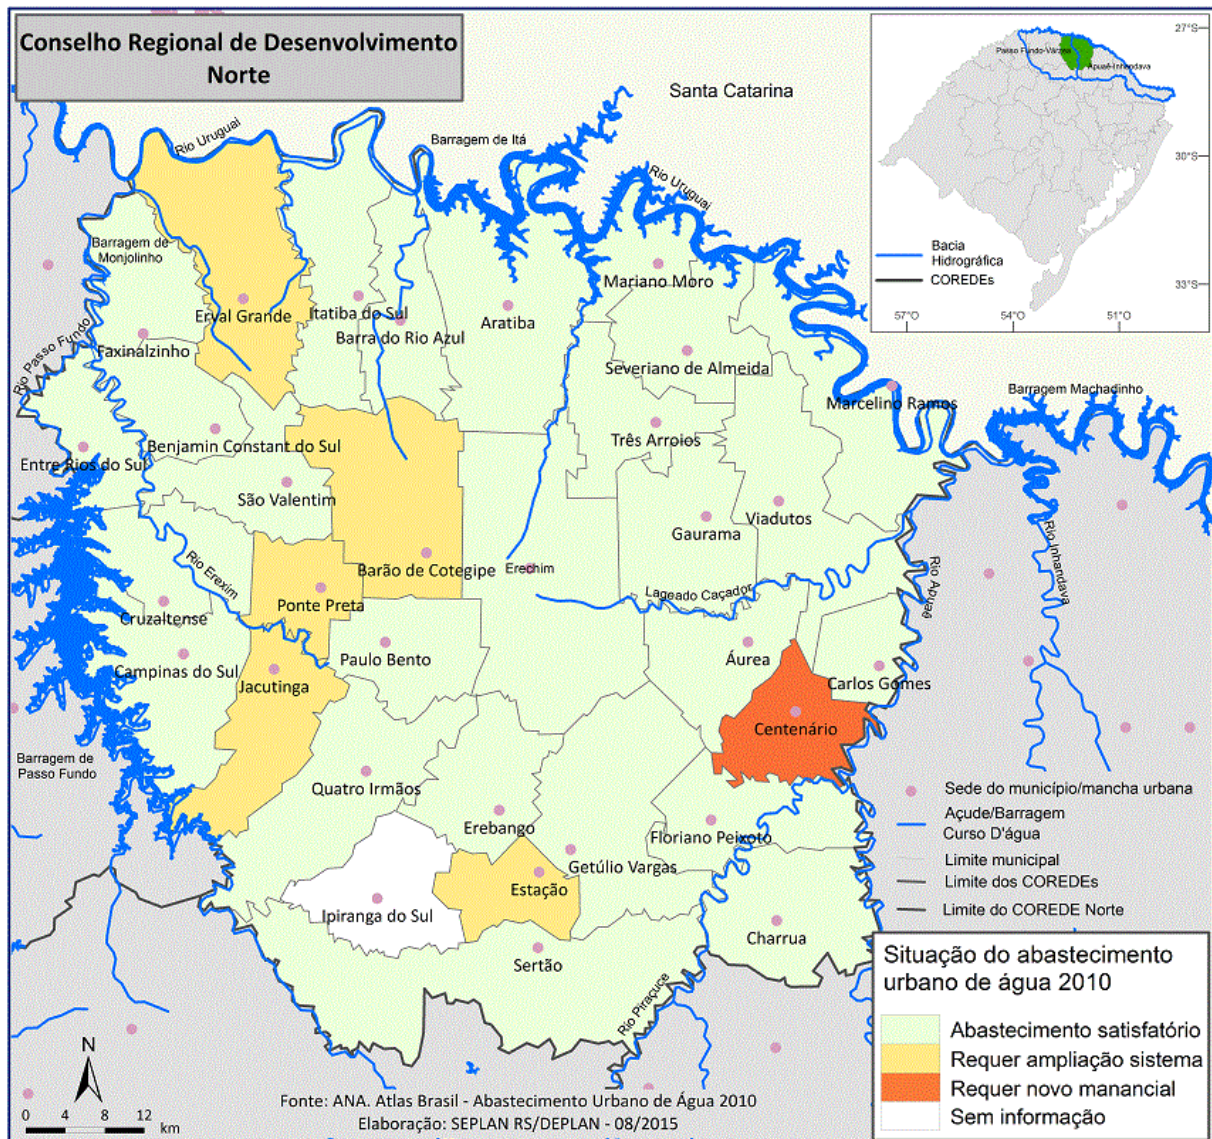 Conselho Regional de Desenvolvimento
Norte
Santa Catarina
Rio Uruguai
Barragem de Itá
Rio Uruguai
Passo Fundo-Várzea
Apuaê-Inhandava
27°S
30°S
33°S
57°O
54°O
51°O
Bacia
Hidrográfica
COREDEs
Barragem de
Monjolinho
Mariano Moro
Erval Grande
Itatiba do Sul
Barra do Rio Azul
Aratiba
Rio Passo Fundo
Faxinalzinho
Severiano de Almeida
Marcelino Ramos
Barragem Machadinho
Benjamin Constant do Sul
Três Arroios
Entre Rios do Sul
São Valentim
Viadutos
Gaurama
Rio Erexim
Barão de Cotegipe
Erechim
Rio Apuaê
Rio Inhandava
Lageado Caçador
Ponte Preta
Cruzaltense
Campinas do Sul
Paulo Bento
Áurea
Jacutinga
Carlos Gomes
Centenário
Barragem de
Passo Fundo
Quatro Irmãos
Erebango
Floriano Peixoto
Getúlio Vargas
Estação
Ipiranga do Sul
Charrua
Sertão
Rio Piraçuce
Sede do município/mancha urbana
Açude/Barragem
Curso D'água
Limite municipal
Limite dos COREDEs
Limite do COREDE Norte
Situação do abastecimento
urbano de água 2010
Abastecimento satisfatório
Requer ampliação sistema
Requer novo manancial
Sem informação
N
0 4 8 12
km
Fonte: ANA. Atlas Brasil - Abastecimento Urbano de Água 2010
Elaboração: SEPLAN RS/DEPLAN - 08/2015